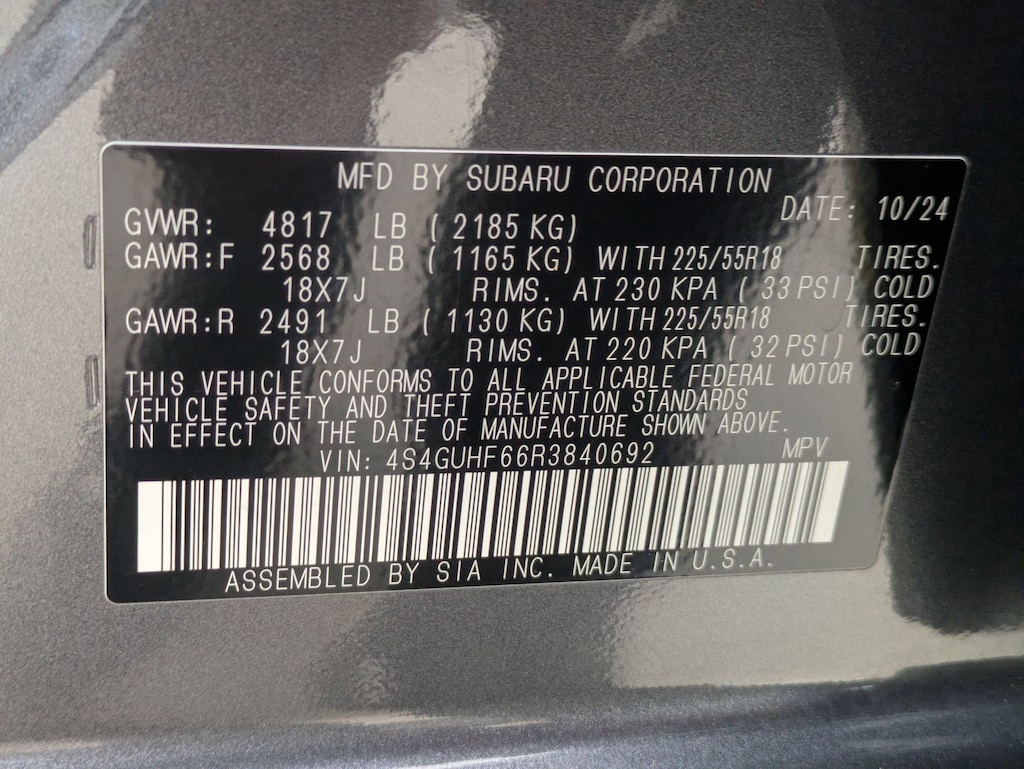 MFD BY SUBARU CORPORATION
DATE: 10/24
GVWR: 4817 LB ( 2185 KG)
GAWR:F 2568 LB ( 1165 KG) WITH 225/55R18 TIRES.
18X7J RIMS. AT 230 KPA ( 33 PSI) COLD
GAWR:R 2491 LB ( 1130 KG) WITH 225/55R18 TIRES.
18X7J RIMS. AT 220 KPA ( 32 PSI) COLD
THIS VEHICLE CONFORMS TO ALL APPLICABLE FEDERAL MOTOR
VEHICLE SAFETY AND THEFT PREVENTION STANDARDS
IN EFFECT ON THE DATE OF MANUFACTURE SHOWN ABOVE.
VIN: 4S4GUHF66R3840692 MPV
ASSEMBLED BY SIA INC. MADE IN U.S.A.